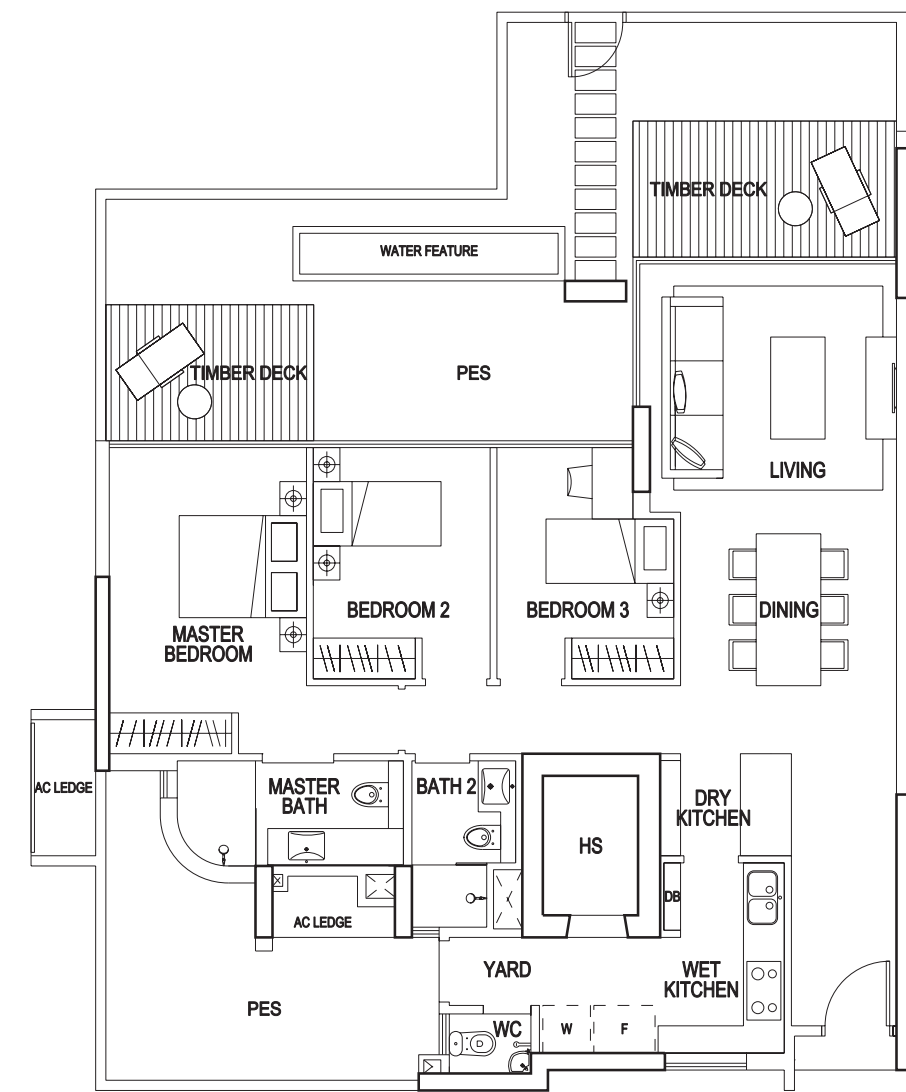 TIMBER DECK
WATER FEATURE
TIMBER DECK
PES
LIVING
BEDROOM 2
BEDROOM 3
DINING
MASTER
BEDROOM
AC LEDGE
MASTER
BATH
BATH 2
DRY
KITCHEN
HS
DB
AC LEDGE
YARD
WET
KITCHEN
PES
WC
W
F
D